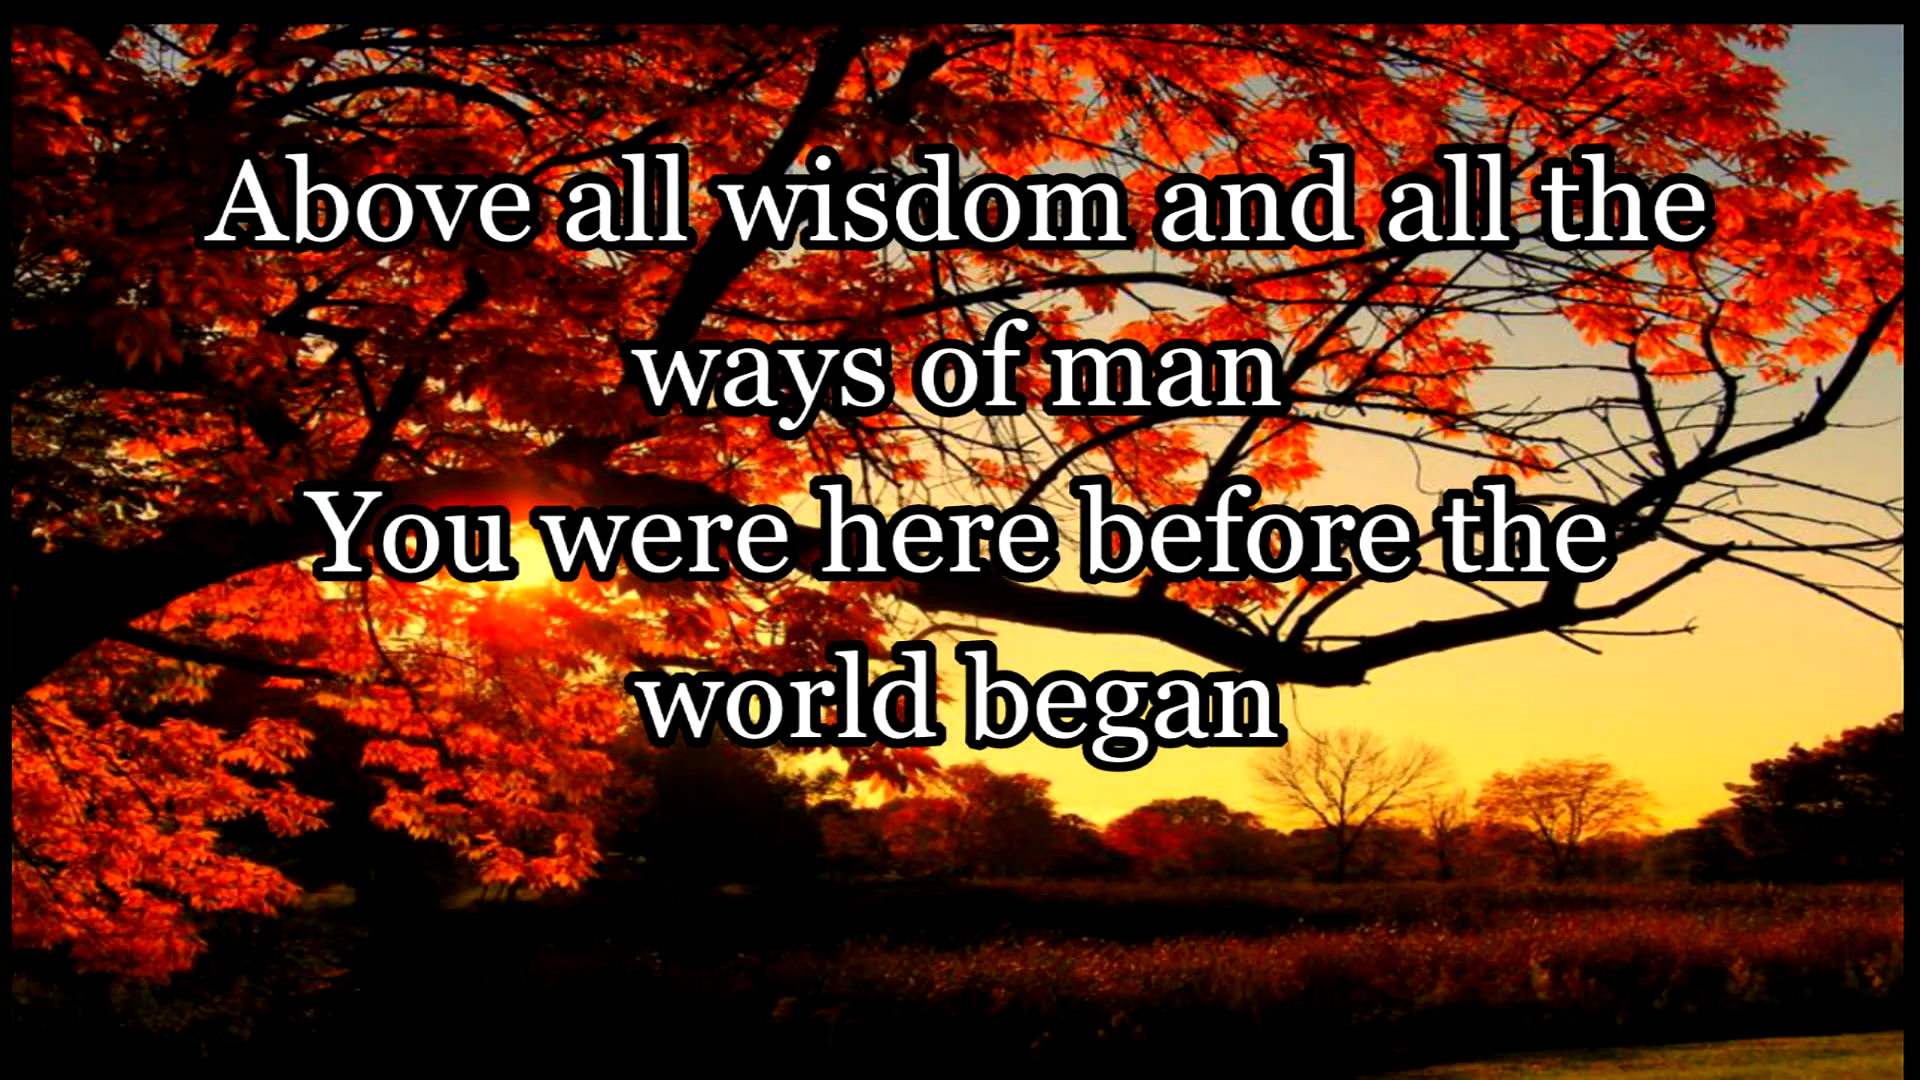 Above all wisdom and all the
ways of man
You were here before the
world began